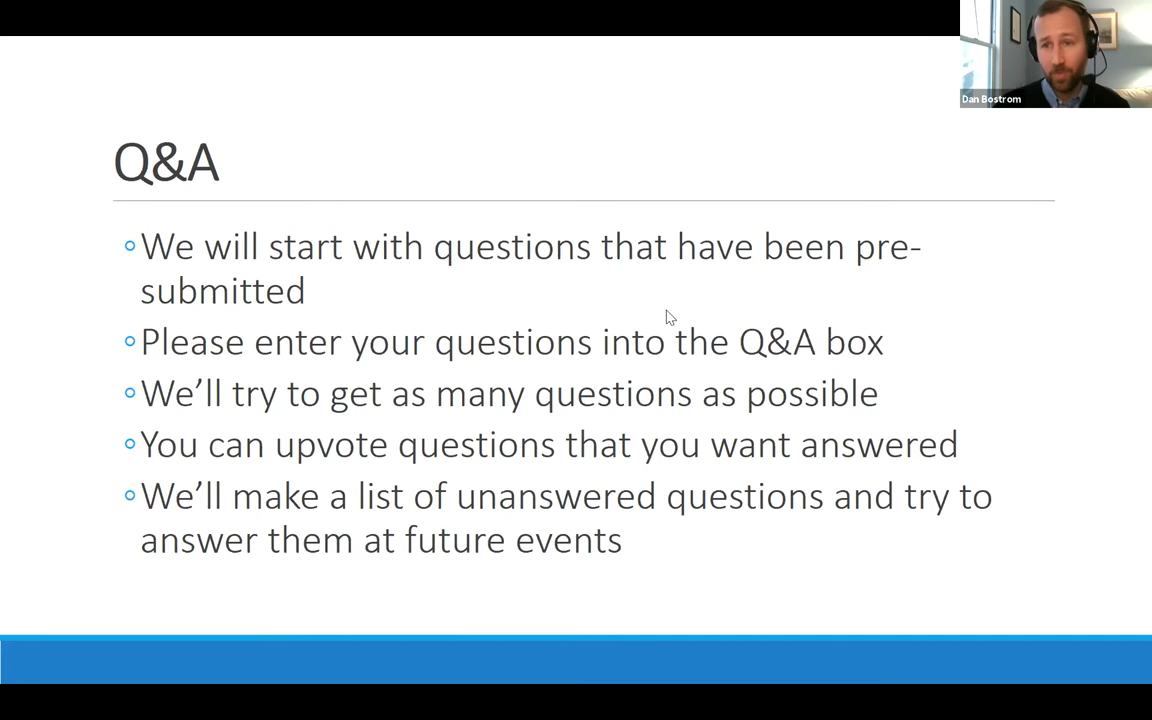 Dan Bostrom
Q&A
We will start with questions that have been pre-
submitted
Please enter your questions into the Q&A box
We’ll try to get as many questions as possible
You can upvote questions that you want answered
We’ll make a list of unanswered questions and try to
answer them at future events